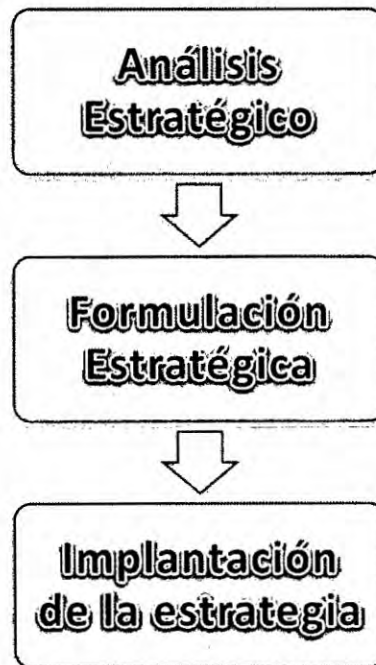 Análisis
Estratégico
Formulación
Estratégica
Implantación
de la estrategia